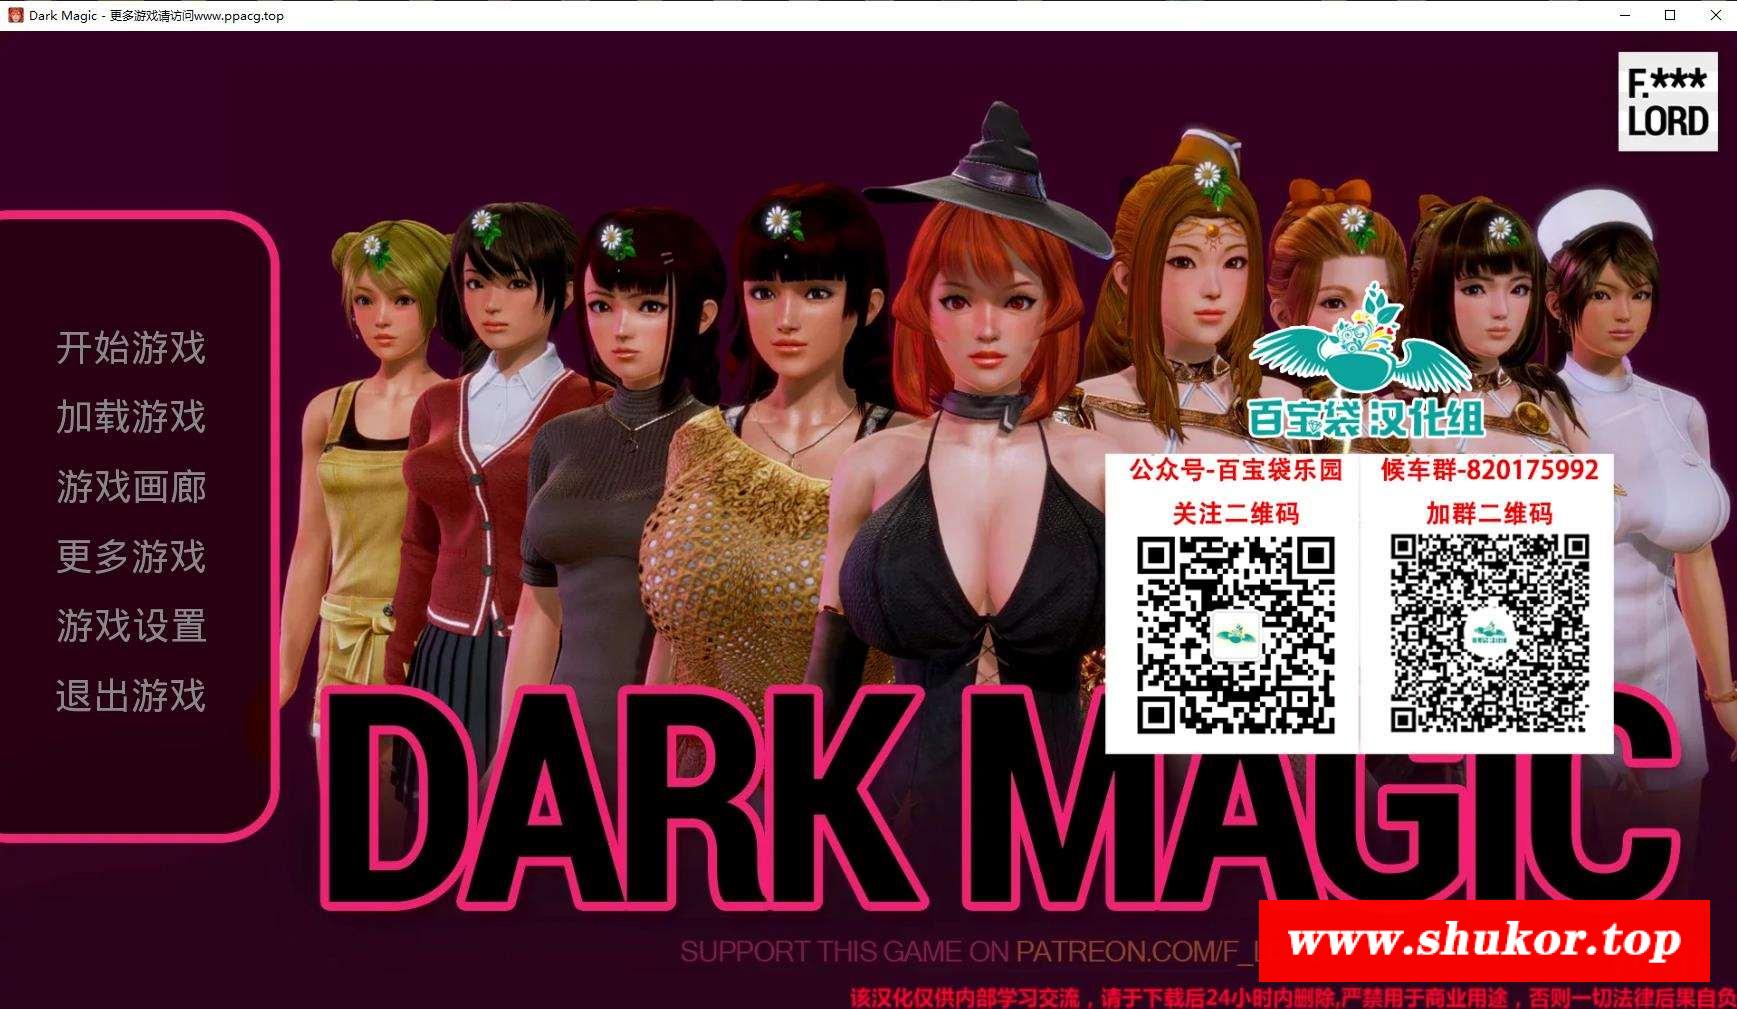 Dark Magic - 更多游戏请访问www.ppacg.top
F.***
LORD
开始游戏
加载游戏
游戏画廊
更多游戏
游戏设置
退出游戏
百宝袋汉化组
公众号-百宝袋乐园
候车群-820175992
关注二维码
加群二维码
DARK MAGIC
SUPPORT THIS GAME ON PATREON.COM/F_
www.shukor.top
该汉化仅供内部学习交流，请于下载后24小时内删除,严禁用于商业用途，否则一切法律后果自负